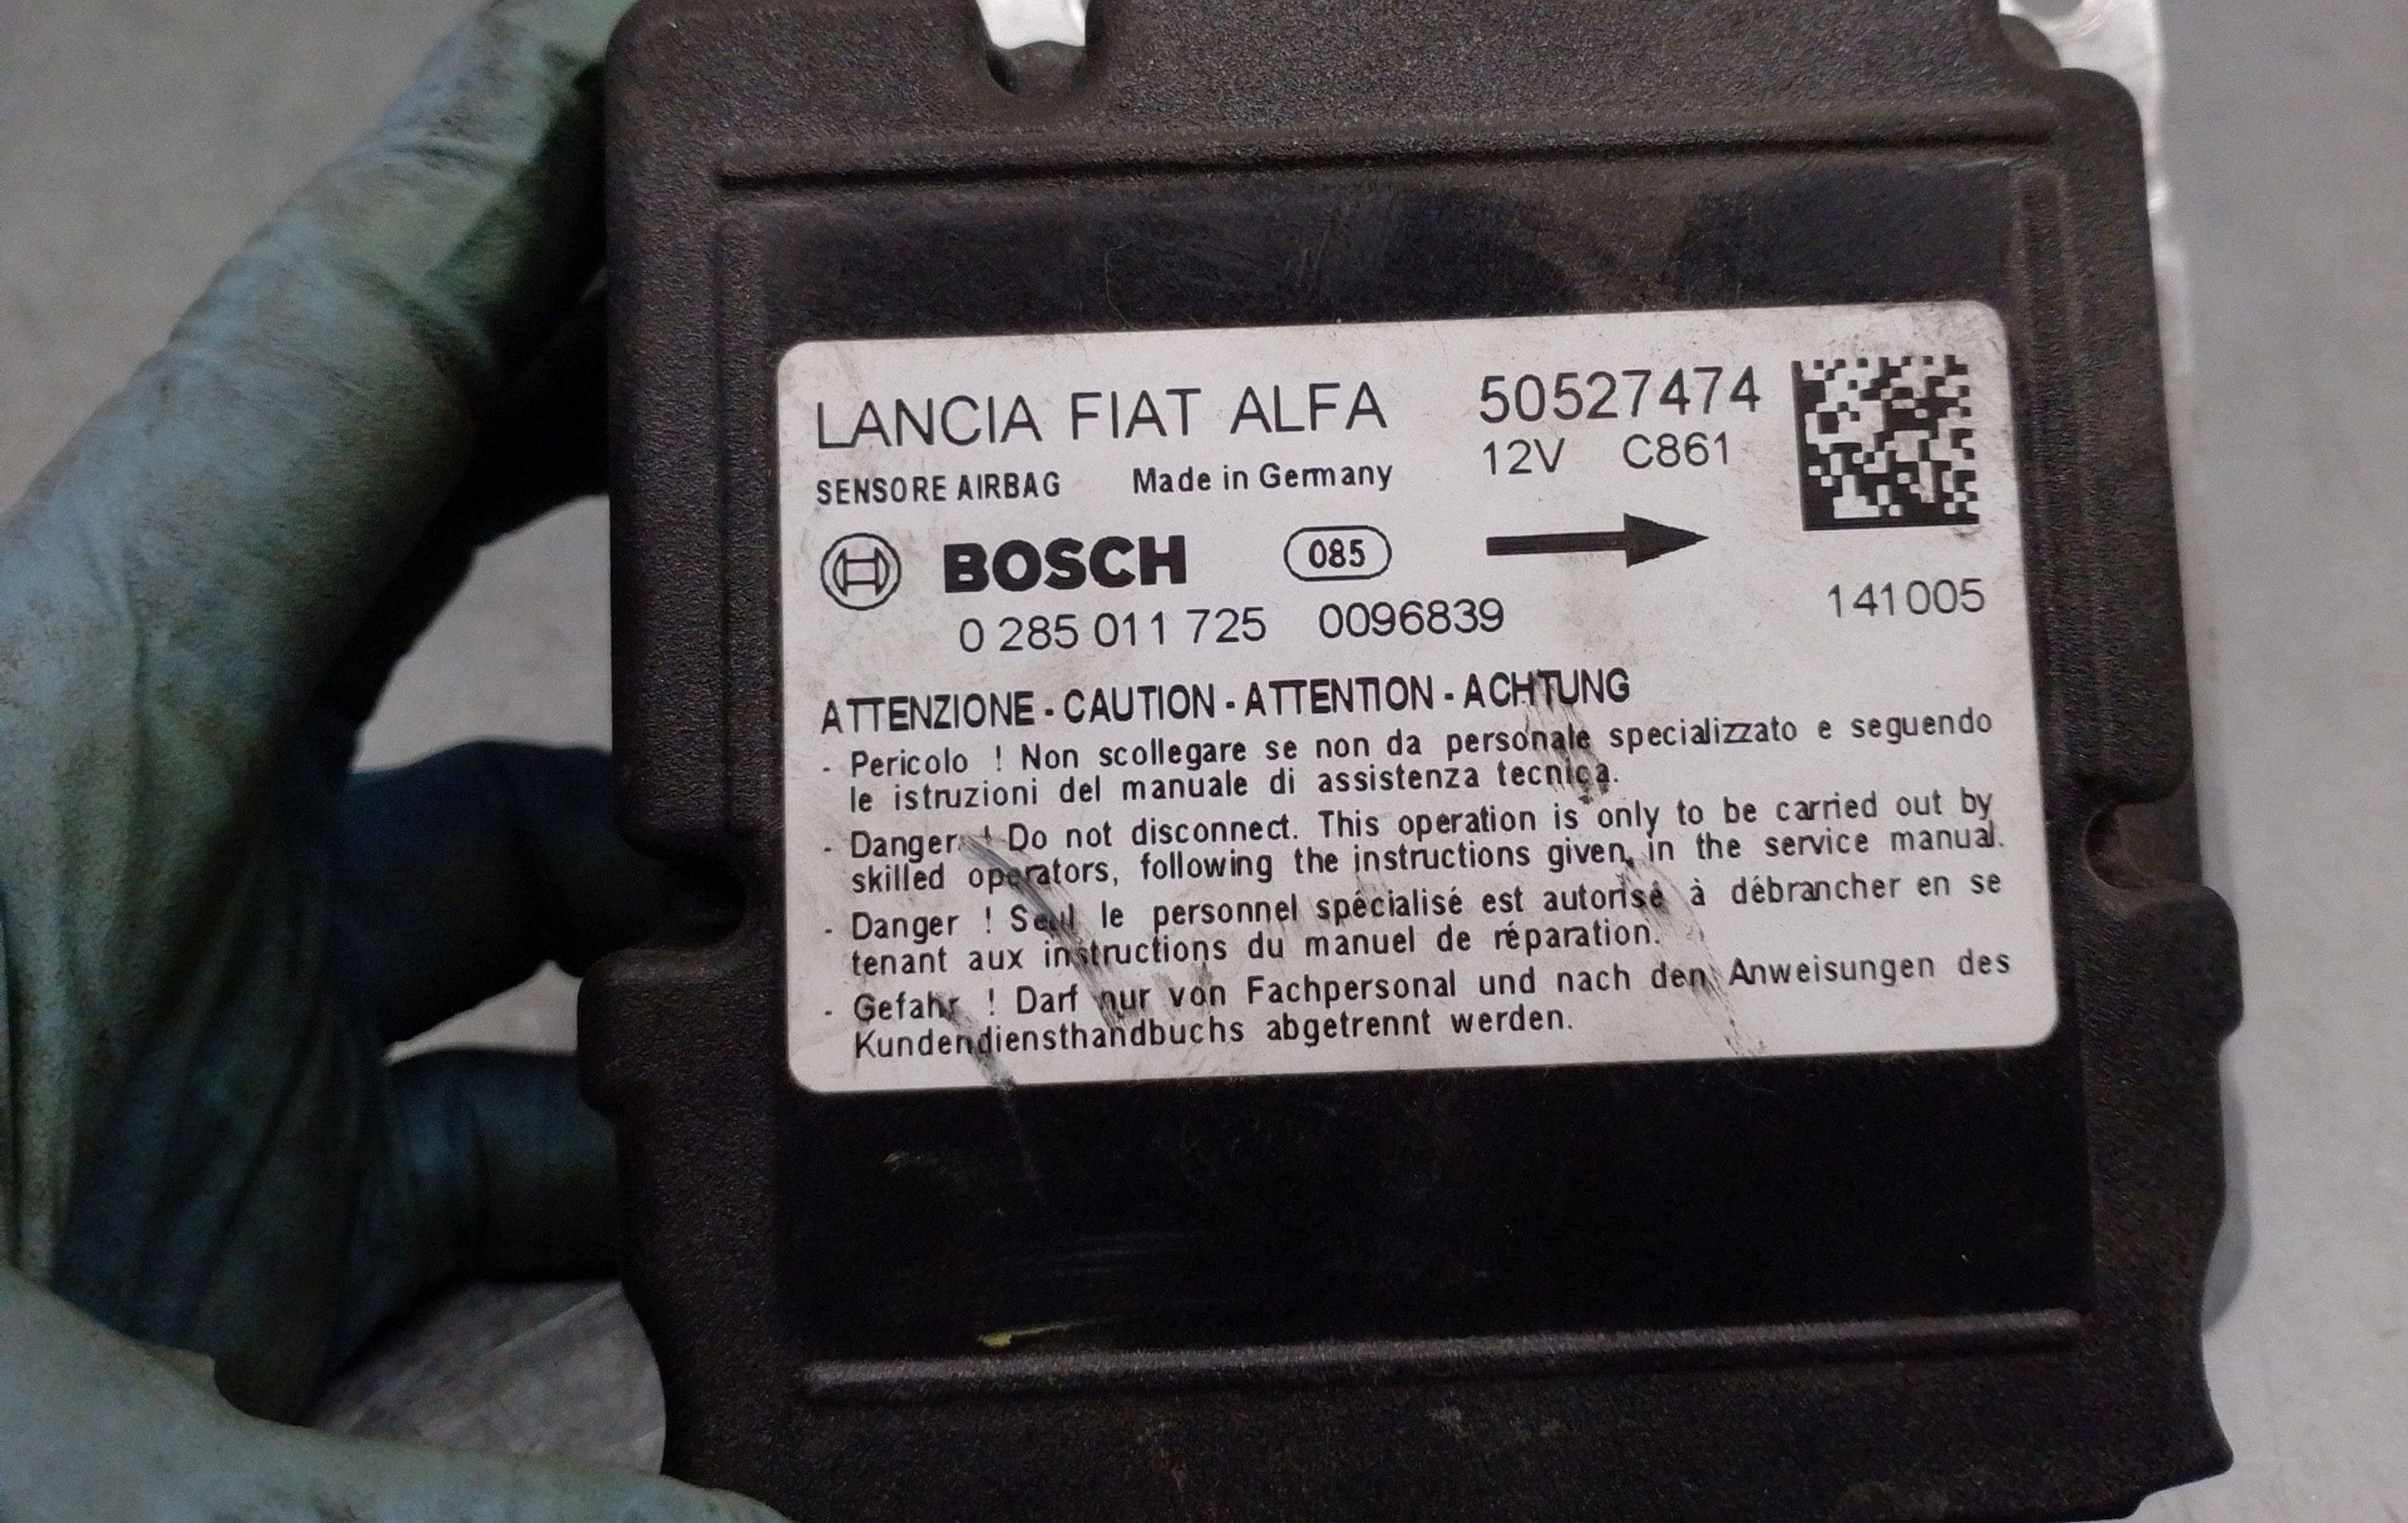 LANCIA FIAT ALFA 50527474
SENSORE AIRBAG Made in Germany 12V C861
BOSCH 085
0 285 011 725 0096839 141005
ATTENZIONE - CAUTION - ATTENTION - ACHTUNG
- Pericolo ! Non scollegare se non da personale specializzato e seguendo
le istruzioni del manuale di assistenza tecnica.
- Danger ! Do not disconnect. This operation is only to be carried out by
skilled operators, following the instructions given, in the service manual.
- Danger ! Seul le personnel spécialisé est autorisé à débrancher en se
tenant aux instructions du manuel de réparation.
- Gefahr ! Darf nur von Fachpersonal und nach den Anweisungen des
Kundendiensthandbuchs abgetrennt werden.